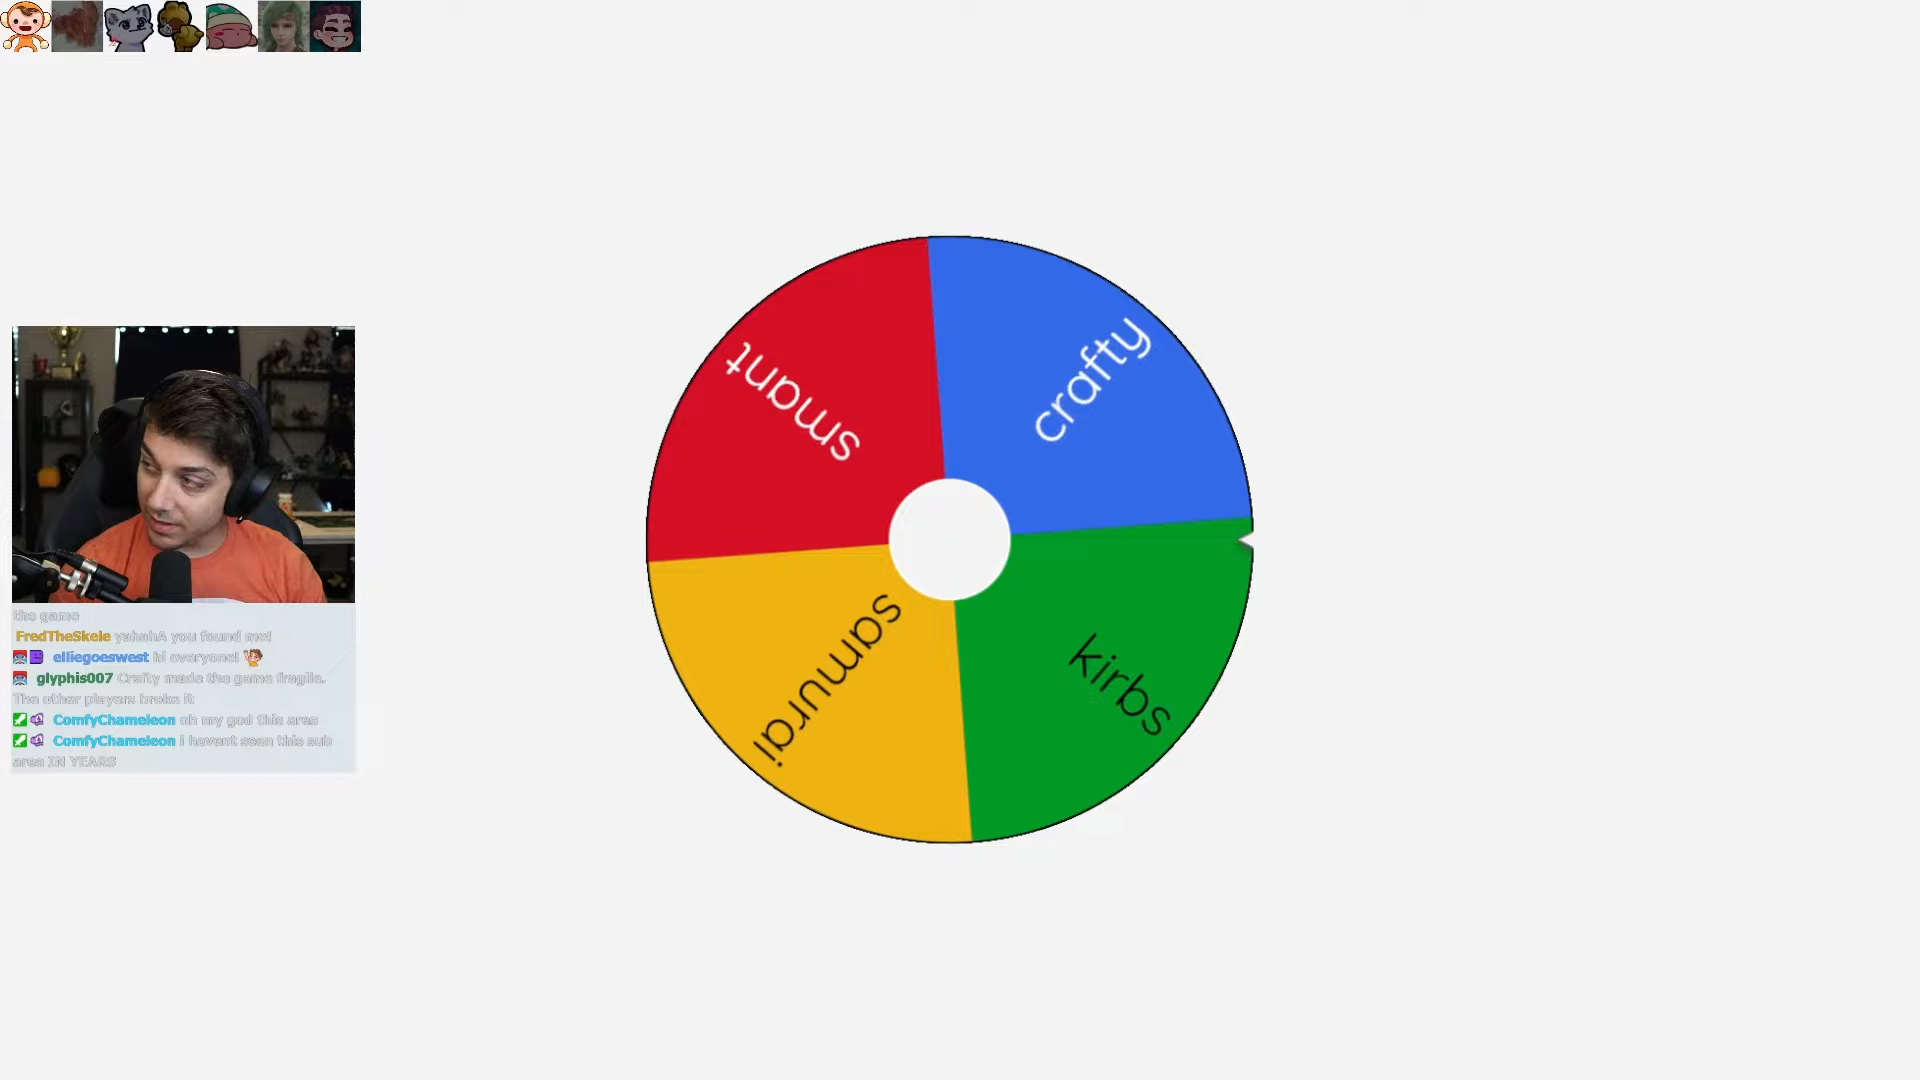 smant
crafty
samurai
kirbs
the game
FredTheSkele yahahA you found me!
elliegoeswest hi everyone!
glyphis007 Crafty made the game fragile.
The other players broke it
ComfyChameleon oh my god this area
ComfyChameleon i havent seen this sub
area IN YEARS